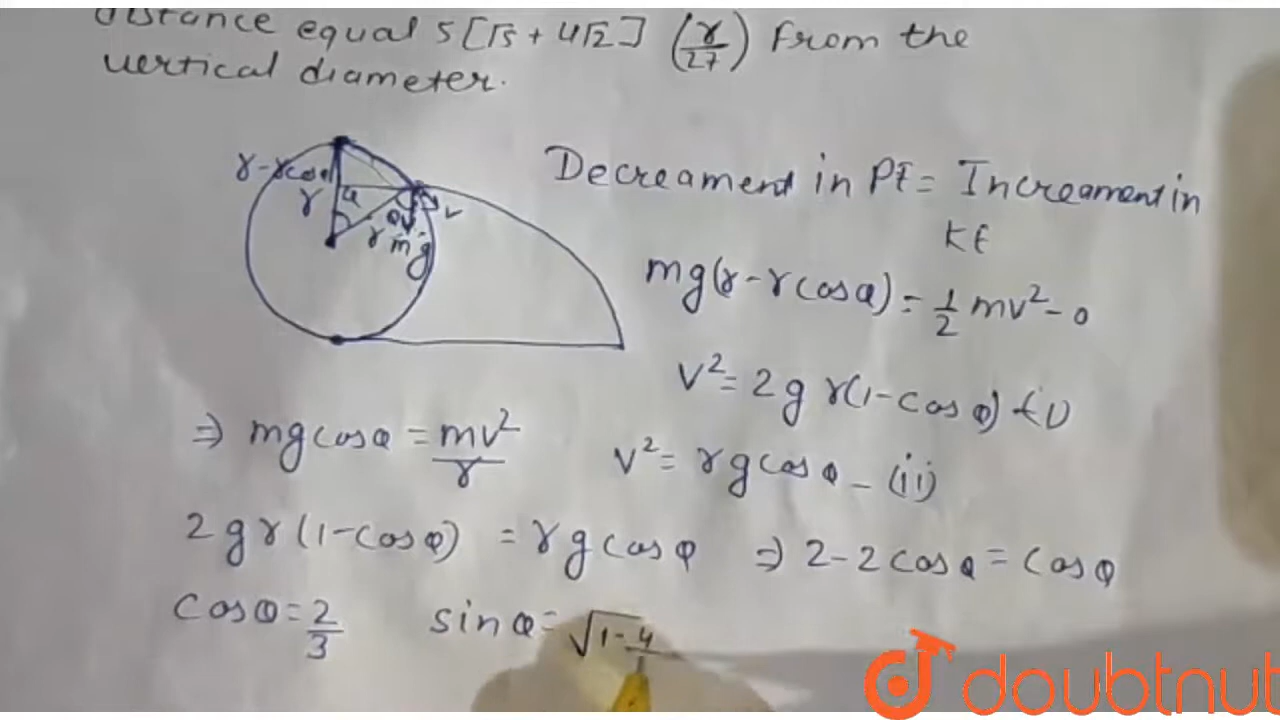 distance equal 5[√5 + 4√2] (r/27) From the
vertical diameter.
r-rcosθ
r
θ
r
θ
v
mg
Decreament in PE = Increament in
KE
mg(r-rcosθ) = 1/2 mv² - 0
v² = 2gr(1-cosθ) -(1)
⇒ mgcosθ = mv²/r
v² = rgcosθ - (ii)
2gr(1-cosθ) = rgcosθ ⇒ 2-2cosθ = cosθ
cosθ = 2/3 sinθ = √1-4/
doubtnut